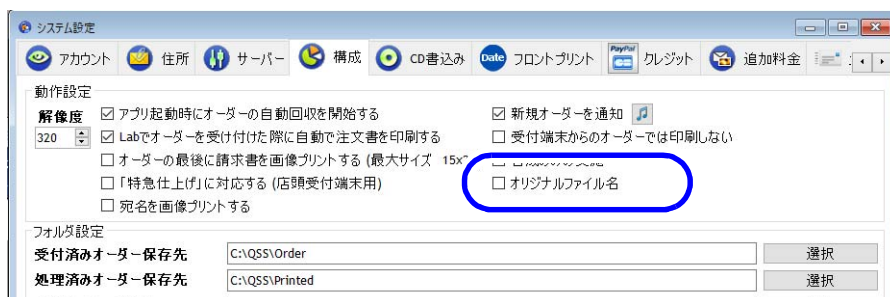 システム設定
アカウント 住所 サーバー 構成 CD書込み Date フロントプリント PayPal クレジット 追加料金
動作設定
解像度 アプリ起動時にオーダーの自動回収を開始する 新規オーダーを通知
320 Labでオーダーを受け付けた際に自動で注文書を印刷する 受付端末からのオーダーでは印刷しない
オーダーの最後に請求書を画像プリントする (最大サイズ 15x
「特急仕上げ」に対応する (店頭受付端末用) オリジナルファイル名
宛名を画像プリントする
フォルダ設定
受付済みオーダー保存先 C:\QSS\Order 選択
処理済みオーダー保存先 C:\QSS\Printed 選択